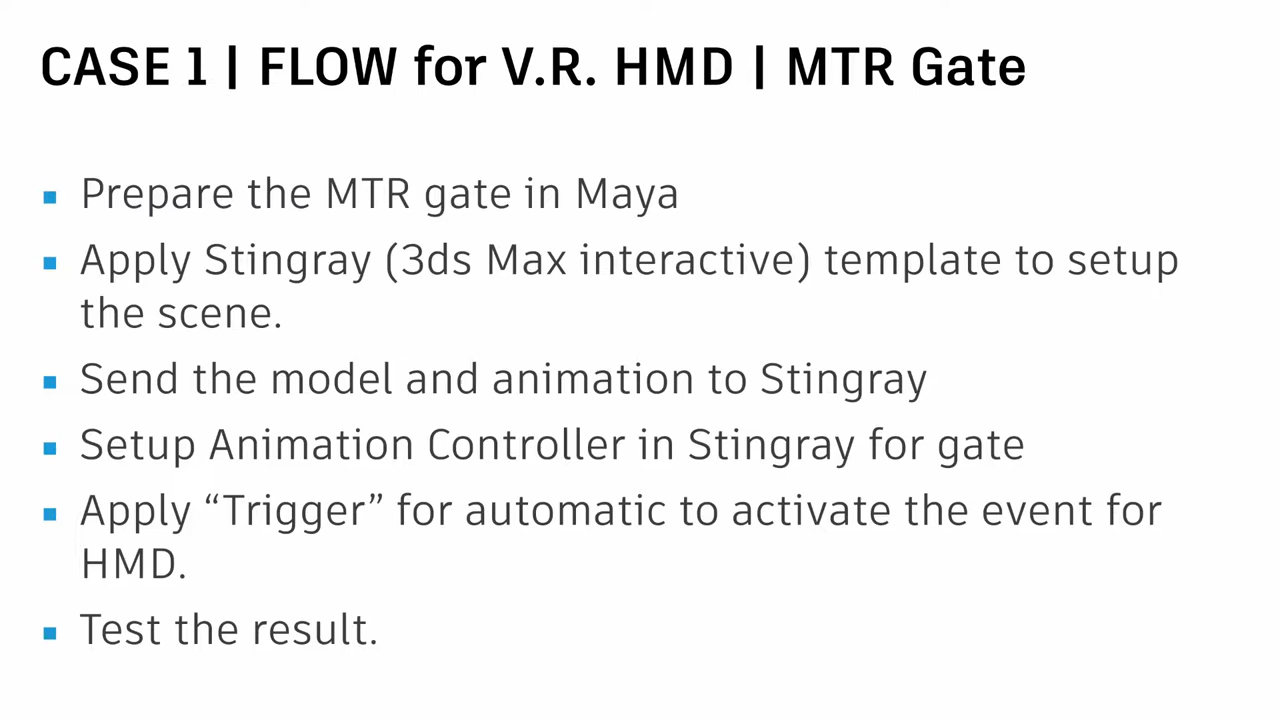 CASE 1 | FLOW for V.R. HMD | MTR Gate
▪ Prepare the MTR gate in Maya
▪ Apply Stingray (3ds Max interactive) template to setup
the scene.
▪ Send the model and animation to Stingray
▪ Setup Animation Controller in Stingray for gate
▪ Apply “Trigger” for automatic to activate the event for
HMD.
▪ Test the result.